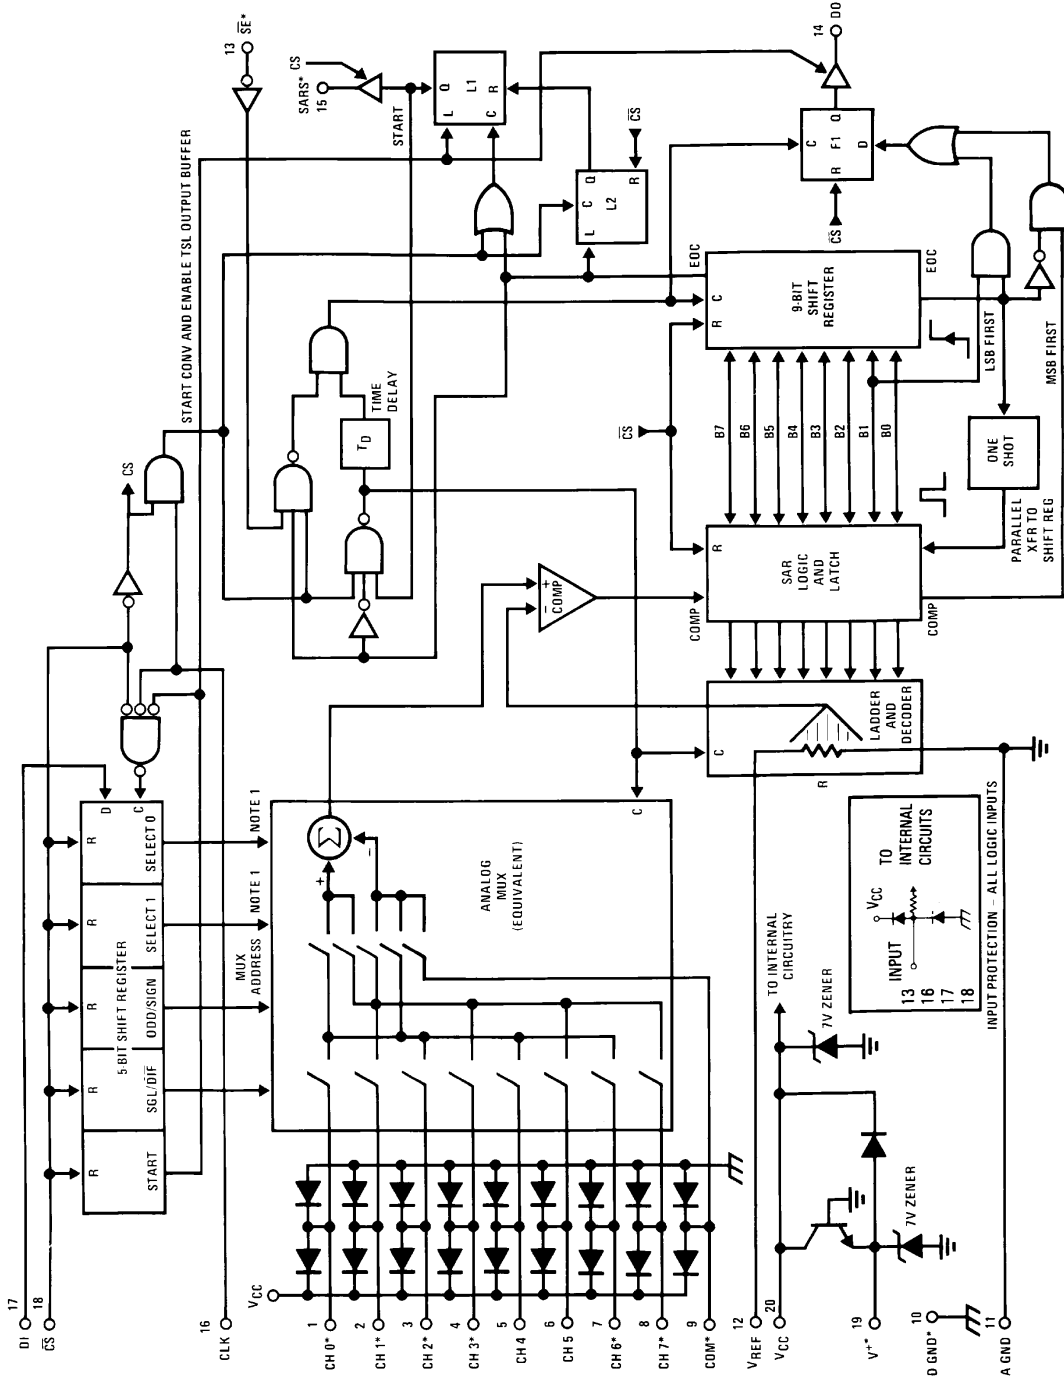 17
DI
18
C̅S̅
16
CLK
1
CH 0*
2
CH 1*
3
CH 2*
4
CH 3*
5
CH 4
6
CH 5
7
CH 6*
8
CH 7*
9
COM*
12
VREF
20
VCC
19
V+*
10
D GND*
11
A GND
VCC
R
START
R
SGL/D̅I̅F̅
R
ODD/SIGN
5-BIT SHIFT REGISTER
R
SELECT 1
R
SELECT 0
D
C
MUX
ADDRESS
NOTE 1
NOTE 1
+
Σ
−
ANALOG
MUX
(EQUIVALENT)
C
CS
START CONV AND ENABLE TSL OUTPUT BUFFER
13
S̅E̅*
TD
TIME
DELAY
SARS*
15
CS
START
L
Q
L1
C
R
L
C
Q
L2
R
C̅S̅
14
DO
C
Q
F1
R
D
C̅S̅
EOC
R
C
9-BIT
SHIFT
REGISTER
EOC
C̅S̅
B7
B6
B5
B4
B3
B2
B1
B0
LSB FIRST
MSB FIRST
ONE
SHOT
PARALLEL
XFR TO
SHIFT REG
+
−
COMP
COMP
R
SAR
LOGIC
AND
LATCH
COMP
C
LADDER
AND
DECODER
R
TO INTERNAL
CIRCUITRY
7V ZENER
7V ZENER
INPUT
13
16
17
18
VCC
TO
INTERNAL
CIRCUITS
INPUT PROTECTION – ALL LOGIC INPUTS